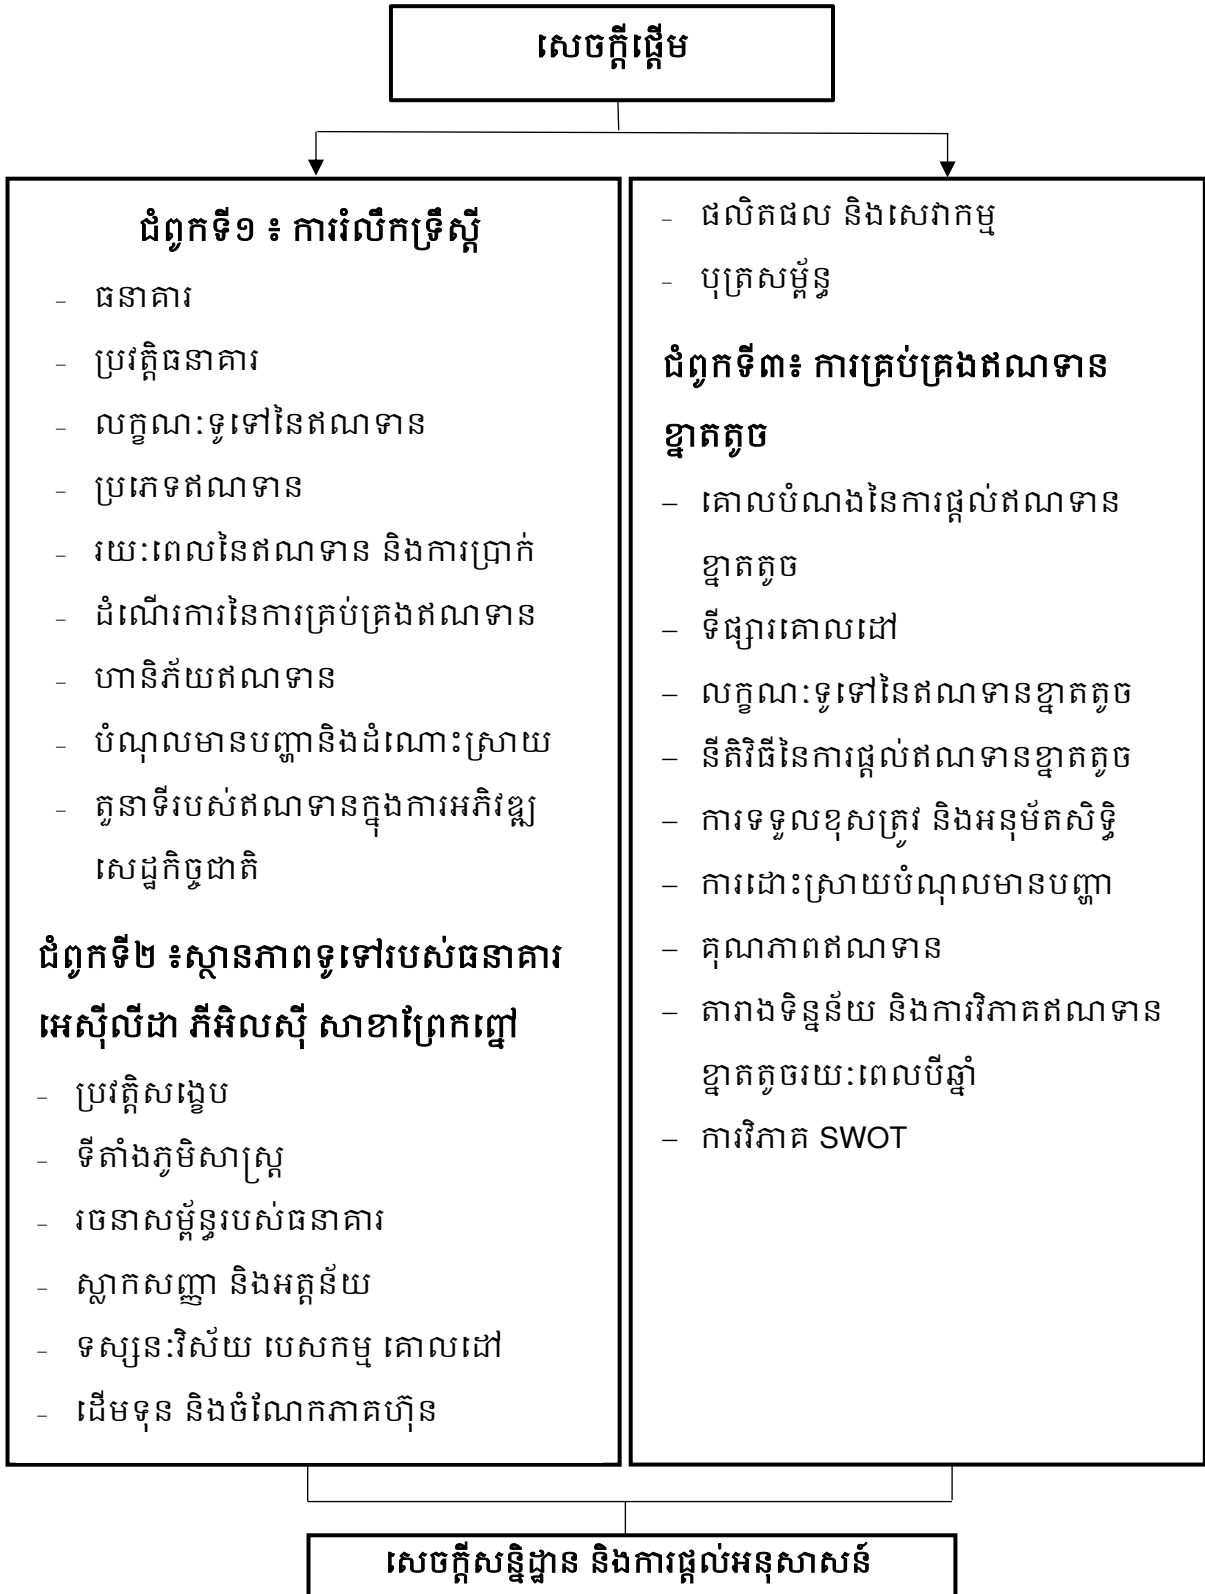 សេចក្តីផ្តើម
ជំពូកទី១ ៖ ការរំលឹកទ្រឹស្តី
- ធនាគារ
- ប្រវត្តិធនាគារ
- លក្ខណៈទូទៅនៃឥណទាន
- ប្រភេទឥណទាន
- រយៈពេលនៃឥណទាន និងការប្រាក់
- ដំណើរការនៃការគ្រប់គ្រងឥណទាន
- ហានិភ័យឥណទាន
- បំណុលមានបញ្ហានិងដំណោះស្រាយ
- តួនាទីរបស់ឥណទានក្នុងការអភិវឌ្ឍ
សេដ្ឋកិច្ចជាតិ
ជំពូកទី២ ៖ស្ថានភាពទូទៅរបស់ធនាគារ
អេស៊ីលីដា ភីអិលស៊ី សាខាព្រែកព្នៅ
- ប្រវត្តិសង្ខេប
- ទីតាំងភូមិសាស្ត្រ
- រចនាសម្ព័ន្ធរបស់ធនាគារ
- ស្លាកសញ្ញា និងអត្តន័យ
- ទស្សនៈវិស័យ បេសកម្ម គោលដៅ
- ដើមទុន និងចំណែកភាគហ៊ុន
- ផលិតផល និងសេវាកម្ម
- បុត្រសម្ព័ន្ធ
ជំពូកទី៣៖ ការគ្រប់គ្រងឥណទាន
ខ្នាតតូច
– គោលបំណងនៃការផ្តល់ឥណទាន
ខ្នាតតូច
– ទីផ្សារគោលដៅ
– លក្ខណៈទូទៅនៃឥណទានខ្នាតតូច
– នីតិវិធីនៃការផ្តល់ឥណទានខ្នាតតូច
– ការទទួលខុសត្រូវ និងអនុម័តសិទ្ធិ
– ការដោះស្រាយបំណុលមានបញ្ហា
– គុណភាពឥណទាន
– តារាងទិន្នន័យ និងការវិភាគឥណទាន
ខ្នាតតូចរយៈពេលបីឆ្នាំ
– ការវិភាគ SWOT
សេចក្តីសន្និដ្ឋាន និងការផ្តល់អនុសាសន៍